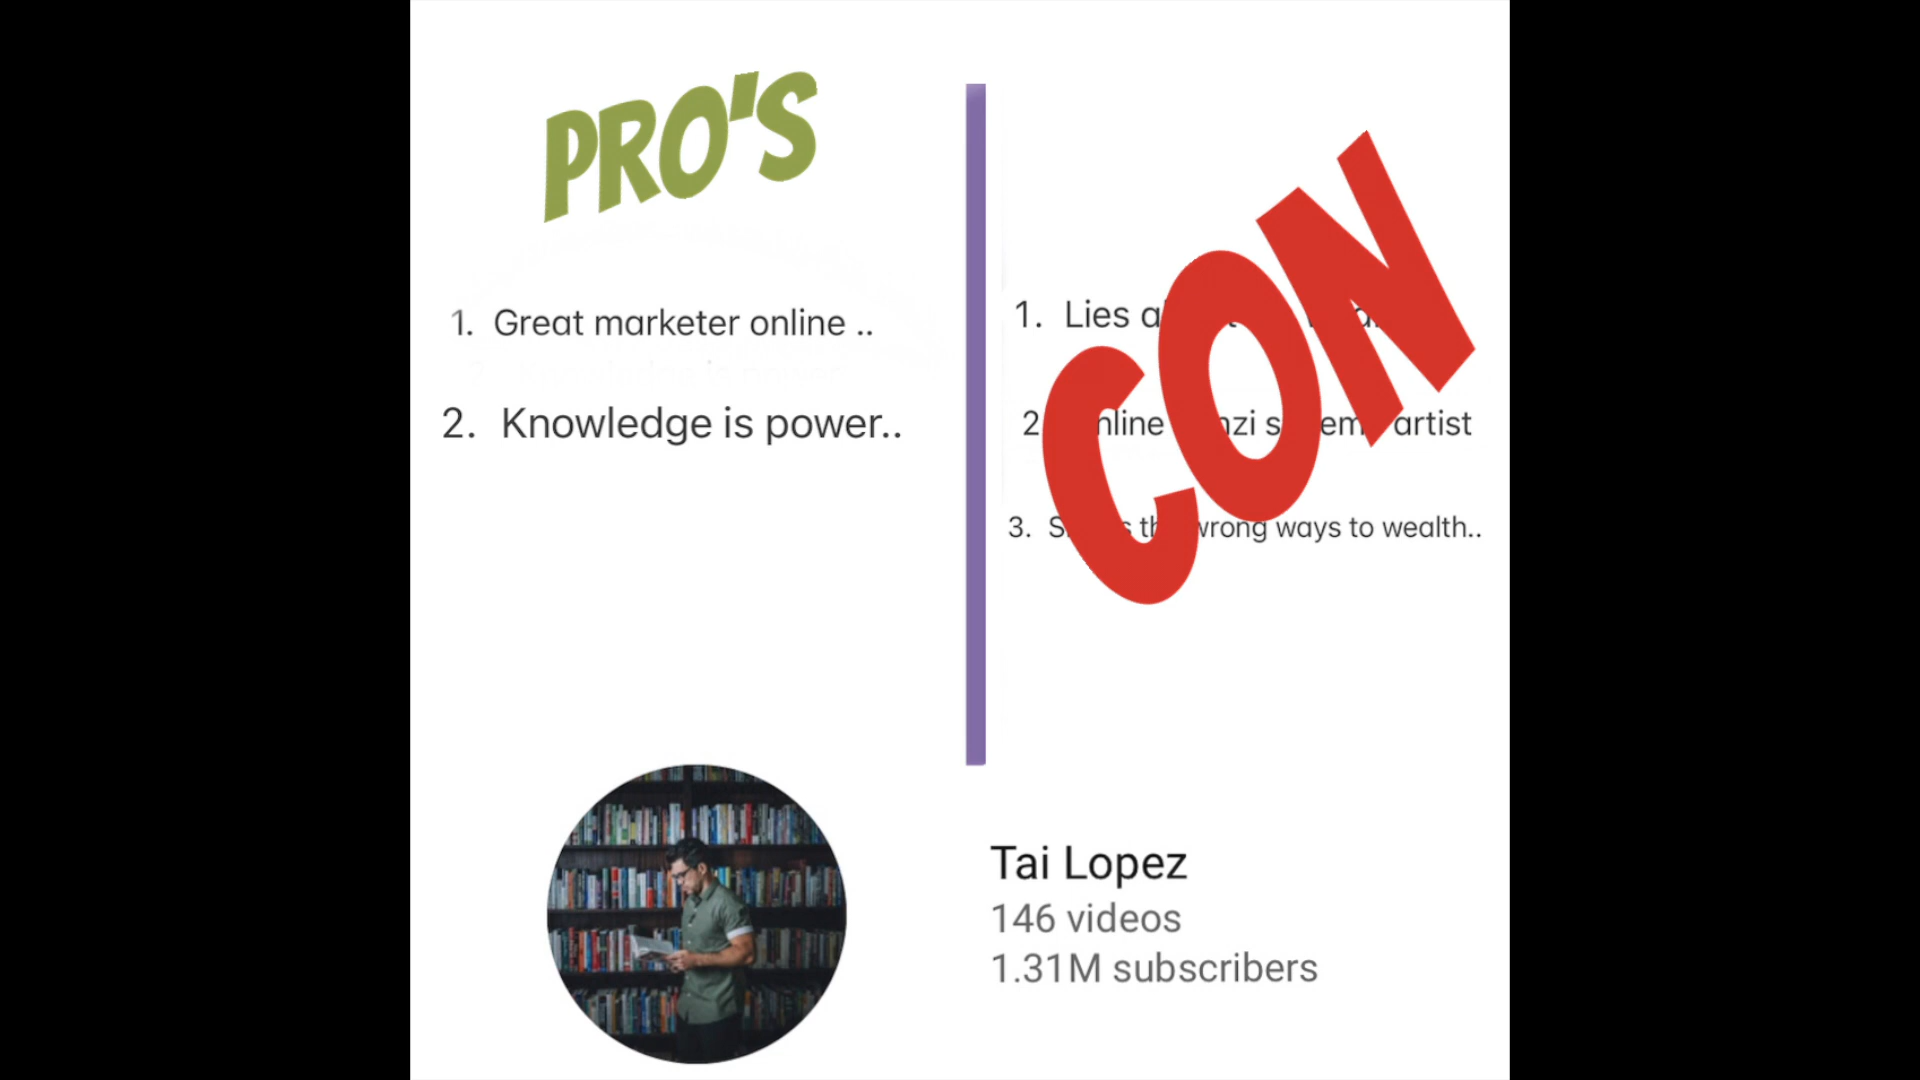 PRO'S
1. Great marketer online ..
2. Knowledge is power..
CON
1. Lies
2 artist
3. wrong ways to wealth..
Tai Lopez
146 videos
1.31M subscribers